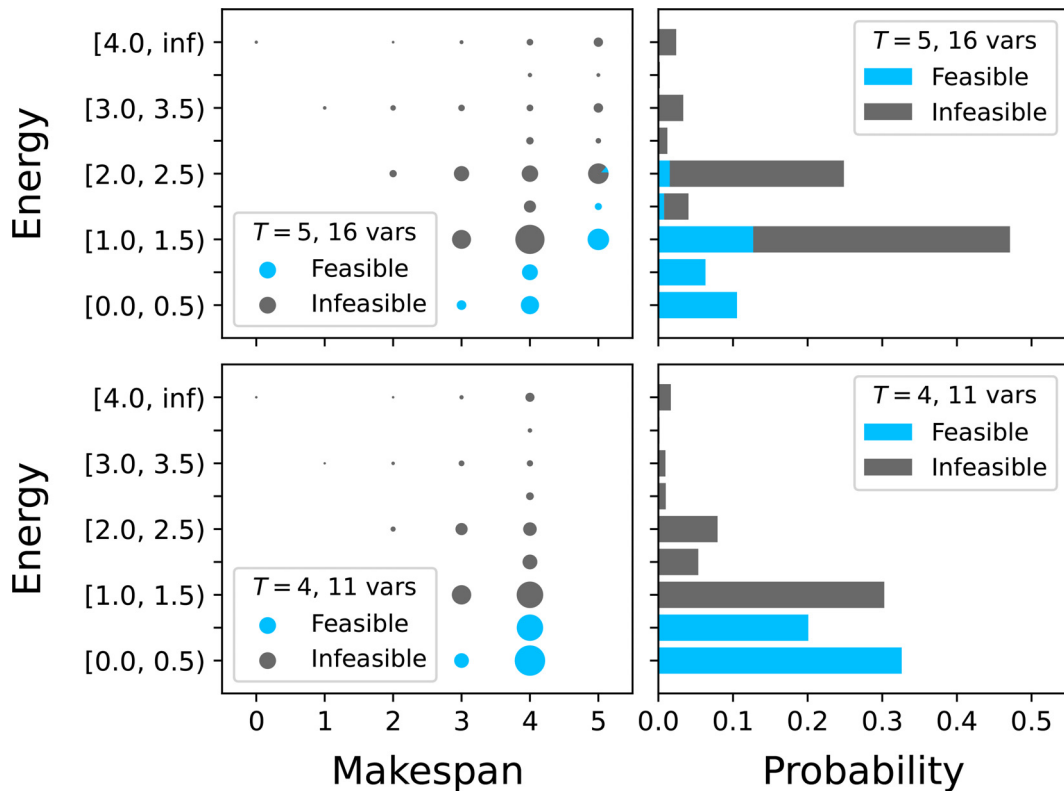 Energy
[4.0, inf)
[3.0, 3.5)
[2.0, 2.5)
[1.0, 1.5)
[0.0, 0.5)
T = 5, 16 vars
Feasible
Infeasible
T = 5, 16 vars
Feasible
Infeasible
Energy
[4.0, inf)
[3.0, 3.5)
[2.0, 2.5)
[1.0, 1.5)
[0.0, 0.5)
T = 4, 11 vars
Feasible
Infeasible
T = 4, 11 vars
Feasible
Infeasible
0 1 2 3 4 5
0.0 0.1 0.2 0.3 0.4 0.5
Makespan
Probability